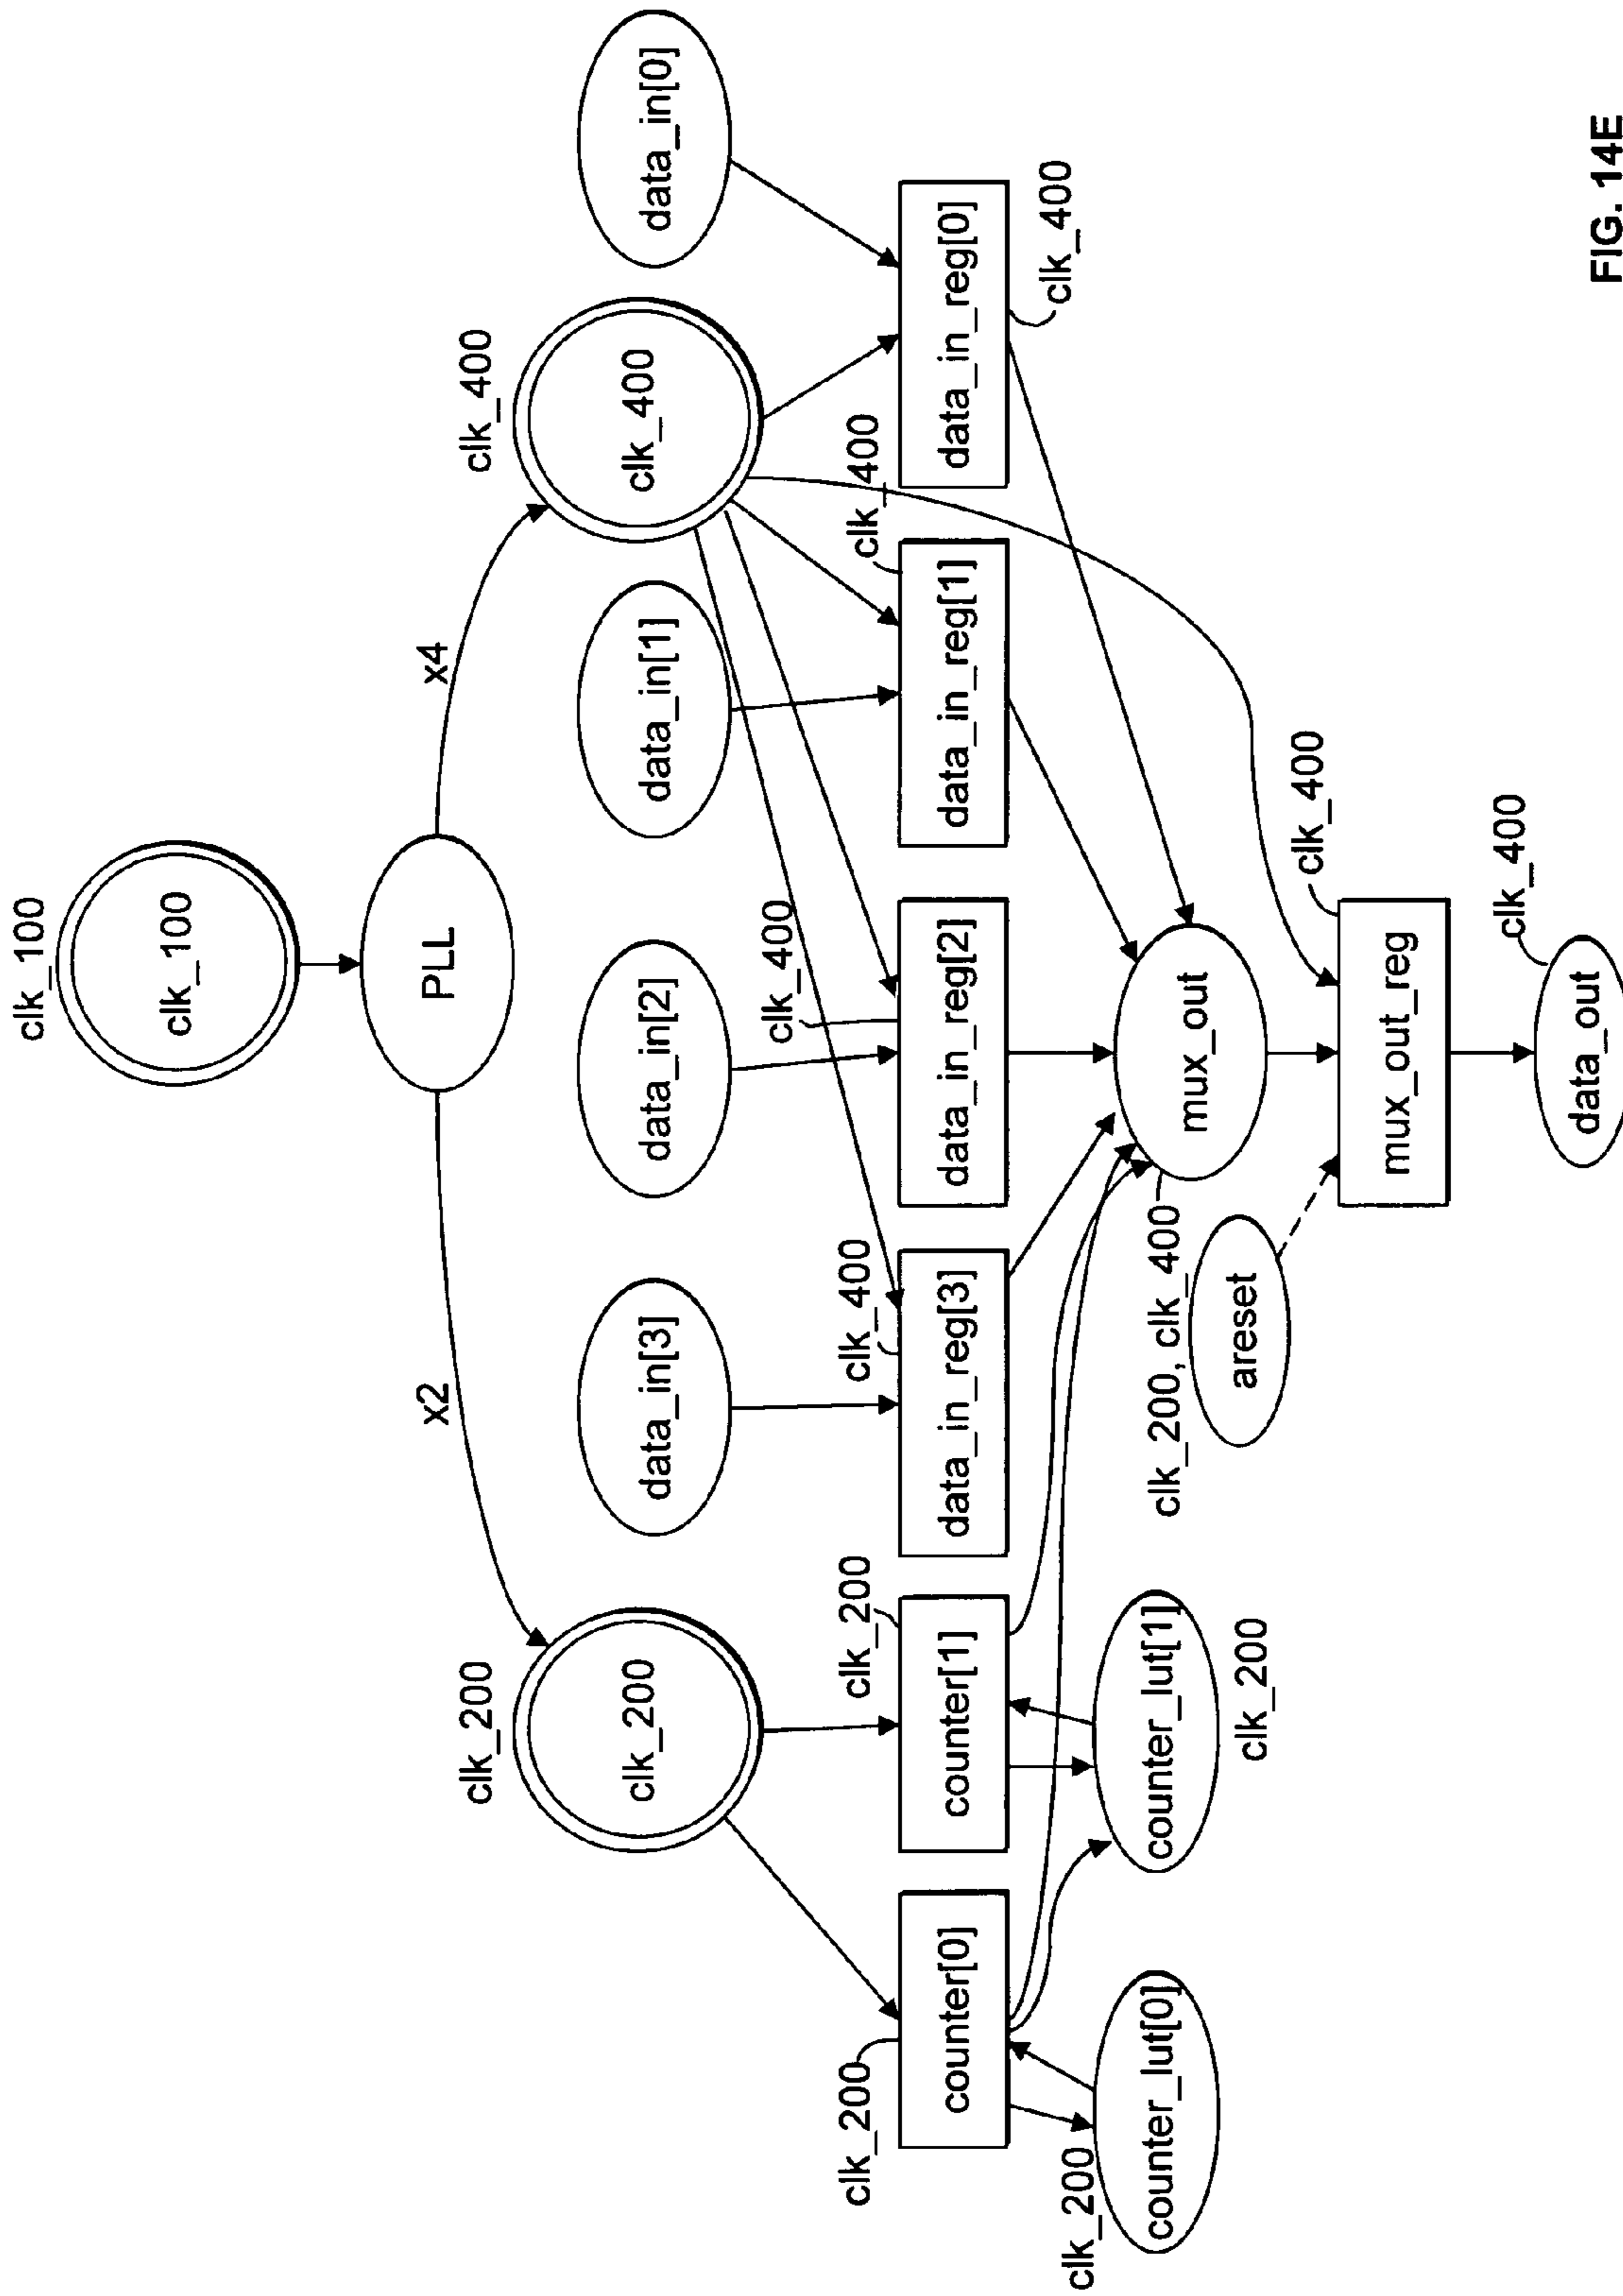 clk_100
clk_100
PLL
x2
x4
clk_200
clk_200
clk_400
clk_400
data_in[3]
data_in[2]
data_in[1]
data_in[0]
clk_200
clk_200
clk_400
clk_400
clk_400
clk_400
counter[0]
counter[1]
data_in_reg[3]
data_in_reg[2]
data_in_reg[1]
data_in_reg[0]
clk_200
counter_lut[0]
counter_lut[1]
clk_200
mux_out
clk_200, clk_400
areset
clk_400
mux_out_reg
clk_400
data_out
FIG. 14E